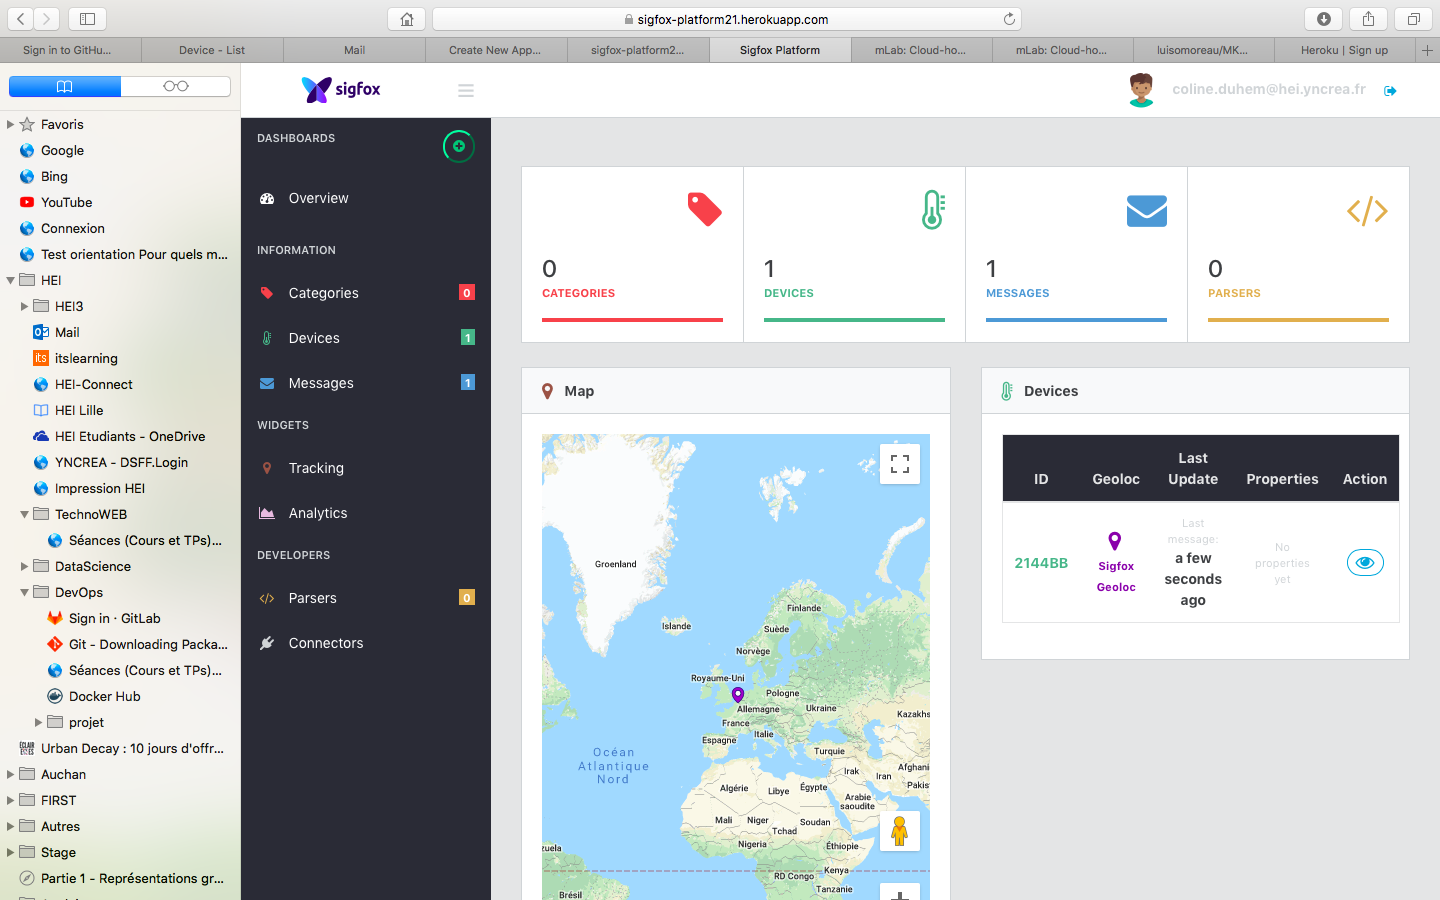 sigfox-platform21.herokuapp.com
Sign in to GitHu...
Device - List
Mail
Create New App...
sigfox-platform2...
Sigfox Platform
mLab: Cloud-ho...
mLab: Cloud-ho...
luisomoreau/MK...
Heroku | Sign up
Favoris
Google
Bing
YouTube
Connexion
Test orientation Pour quels m...
HEI
HEI3
Mail
its
itslearning
HEI-Connect
HEI Lille
HEI Etudiants - OneDrive
YNCREA - DSFF.Login
Impression HEI
TechnoWEB
Séances (Cours et TPs)...
DataScience
DevOps
Sign in · GitLab
Git - Downloading Packa...
Séances (Cours et TPs)...
Docker Hub
projet
Urban Decay : 10 jours d'offr...
Auchan
FIRST
Autres
Stage
Partie 1 - Représentations gr...
sigfox
coline.duhem@hei.yncrea.fr
DASHBOARDS
Overview
INFORMATION
Categories 0
Devices 1
Messages 1
WIDGETS
Tracking
Analytics
DEVELOPERS
Parsers 0
Connectors
0
CATEGORIES
1
DEVICES
1
MESSAGES
0
PARSERS
Map
Groenland
Islande
Finlande
Suède
Norvège
Royaume-Uni
Pologne
Allemagne
Ukraine
France
Kazakhs
Italie
Espagne
Turquie
Océan
Atlantique
Nord
Irak
Iran
Afghani
Pakis
Algérie
Libye
Égypte
Arabie
saoudite
Mali
Niger
Soudan
Tchad
Nigeria
Éthiopie
zuela
RD Congo
Kenya
Tanzanie
Brésil
Devices
ID
Geoloc
Last
Update
Properties
Action
2144BB
Sigfox
Geoloc
Last
message:
a few
seconds
ago
No
properties
yet